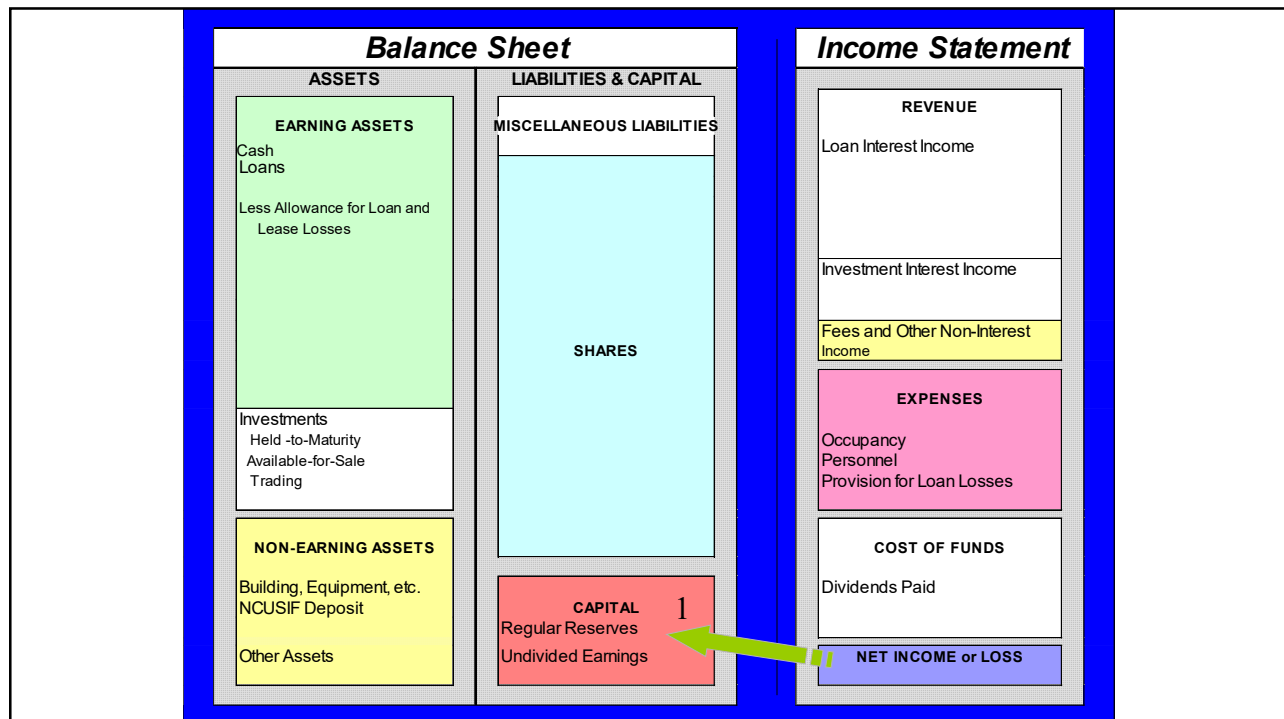 Balance Sheet
ASSETS
EARNING ASSETS
Cash
Loans
Less Allowance for Loan and
Lease Losses
Investments
Held -to-Maturity
Available-for-Sale
Trading
NON-EARNING ASSETS
Building, Equipment, etc.
NCUSIF Deposit
Other Assets
LIABILITIES & CAPITAL
MISCELLANEOUS LIABILITIES
SHARES
CAPITAL 1
Regular Reserves
Undivided Earnings
Income Statement
REVENUE
Loan Interest Income
Investment Interest Income
Fees and Other Non-Interest
Income
EXPENSES
Occupancy
Personnel
Provision for Loan Losses
COST OF FUNDS
Dividends Paid
NET INCOME or LOSS